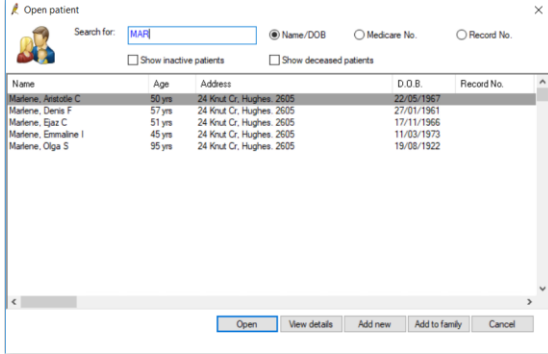 Open patient
Search for: MAR Name/DOB Medicare No. Record No.
Show inactive patients Show deceased patients
Name Age Address D.O.B. Record No.
Marlene, Aristotle C 50 yrs 24 Knut Cr, Hughes. 2605 22/05/1967
Marlene, Denis F 57 yrs 24 Knut Cr, Hughes. 2605 27/01/1961
Marlene, Ejaz C 51 yrs 24 Knut Cr, Hughes. 2605 17/11/1966
Marlene, Emmaline I 45 yrs 24 Knut Cr, Hughes. 2605 11/03/1973
Marlene, Olga S 95 yrs 24 Knut Cr, Hughes. 2605 19/08/1922
Open View details Add new Add to family Cancel